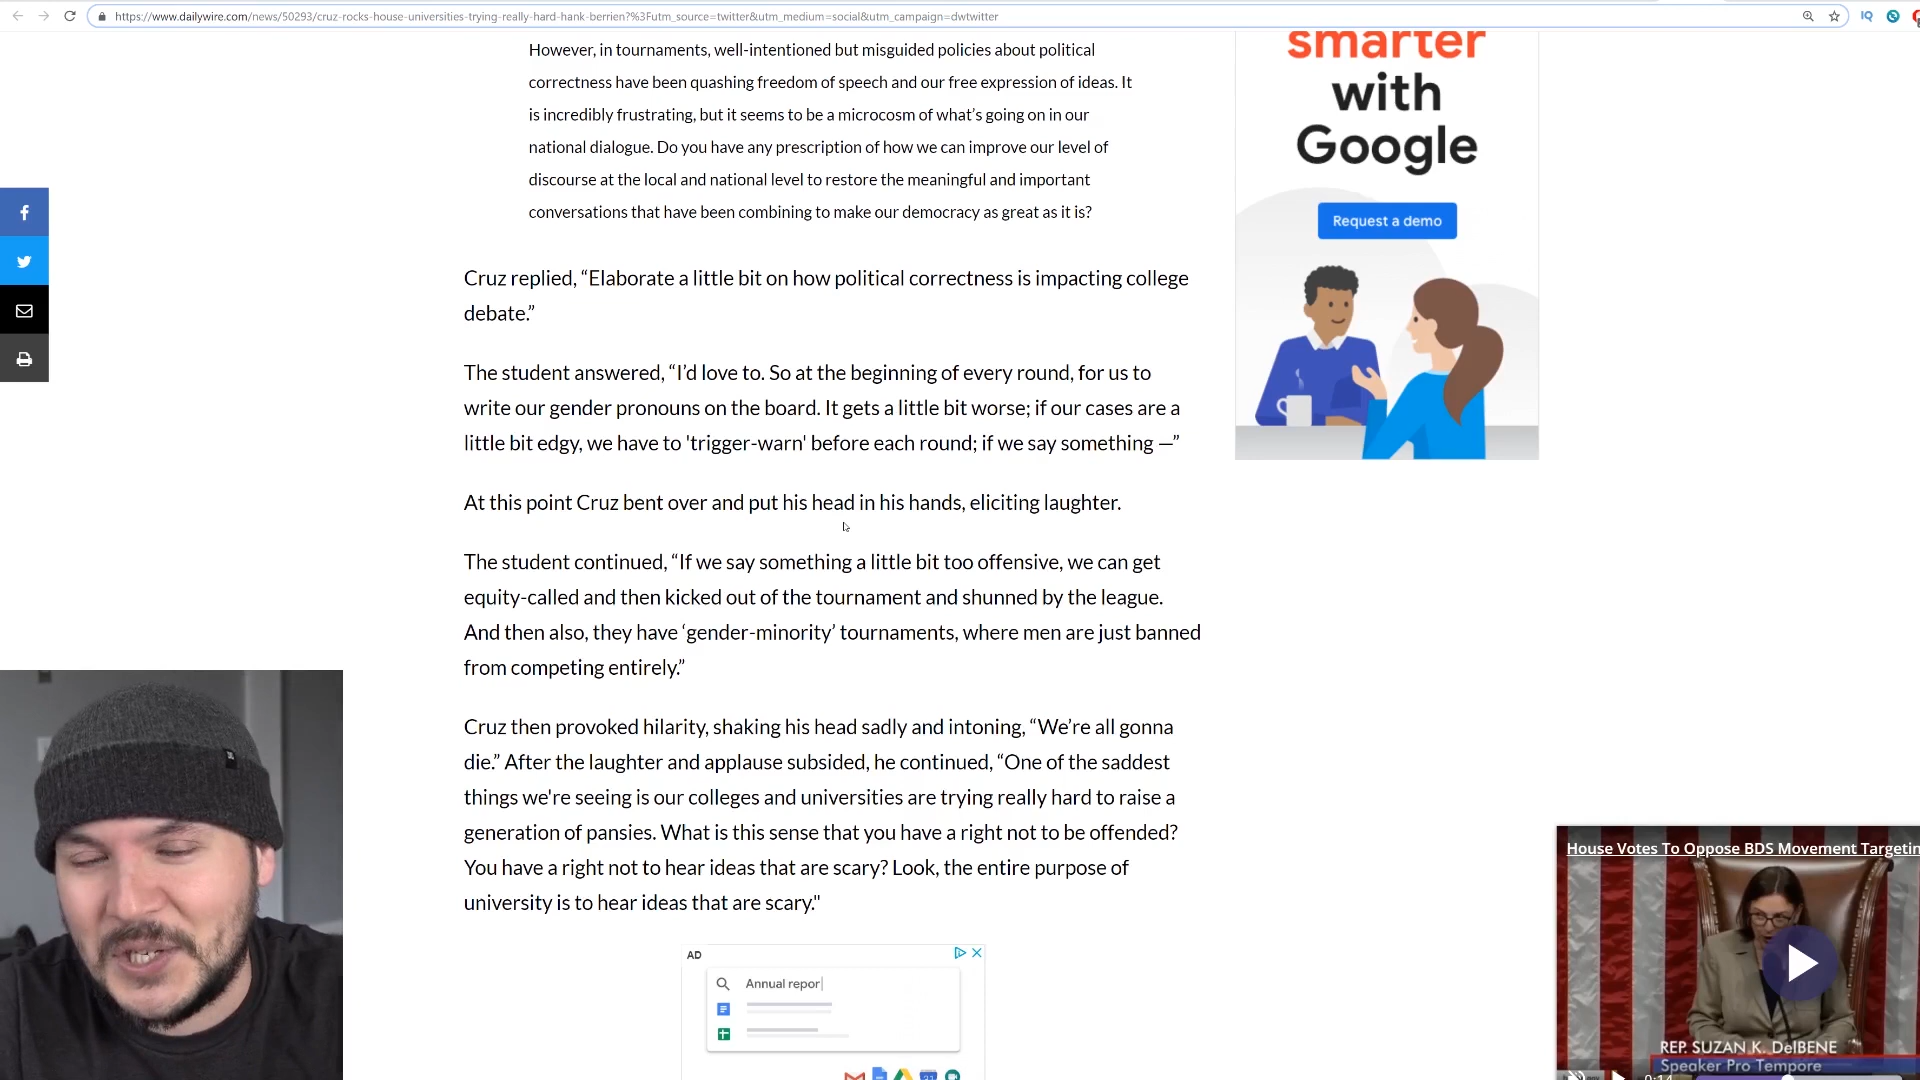 https://www.dailywire.com/news/50293/cruz-rocks-house-universities-trying-really-hard-hank-berrien?%3Futm_source=twitter&utm_medium=social&utm_campaign=dwtwitter
IQ
However, in tournaments, well-intentioned but misguided policies about political
correctness have been quashing freedom of speech and our free expression of ideas. It
is incredibly frustrating, but it seems to be a microcosm of what's going on in our
national dialogue. Do you have any prescription of how we can improve our level of
discourse at the local and national level to restore the meaningful and important
conversations that have been combining to make our democracy as great as it is?
Cruz replied, “Elaborate a little bit on how political correctness is impacting college
debate.”
The student answered, “I’d love to. So at the beginning of every round, for us to
write our gender pronouns on the board. It gets a little bit worse; if our cases are a
little bit edgy, we have to 'trigger-warn' before each round; if we say something —”
At this point Cruz bent over and put his head in his hands, eliciting laughter.
The student continued, “If we say something a little bit too offensive, we can get
equity-called and then kicked out of the tournament and shunned by the league.
And then also, they have ‘gender-minority’ tournaments, where men are just banned
from competing entirely.”
Cruz then provoked hilarity, shaking his head sadly and intoning, “We’re all gonna
die.” After the laughter and applause subsided, he continued, “One of the saddest
things we're seeing is our colleges and universities are trying really hard to raise a
generation of pansies. What is this sense that you have a right not to be offended?
You have a right not to hear ideas that are scary? Look, the entire purpose of
university is to hear ideas that are scary."
smarter
with
Google
Request a demo
AD
Annual repor
31
House Votes To Oppose BDS Movement Targetin
REP. SUZAN K. DelBENE
Speaker Pro Tempore
0:14